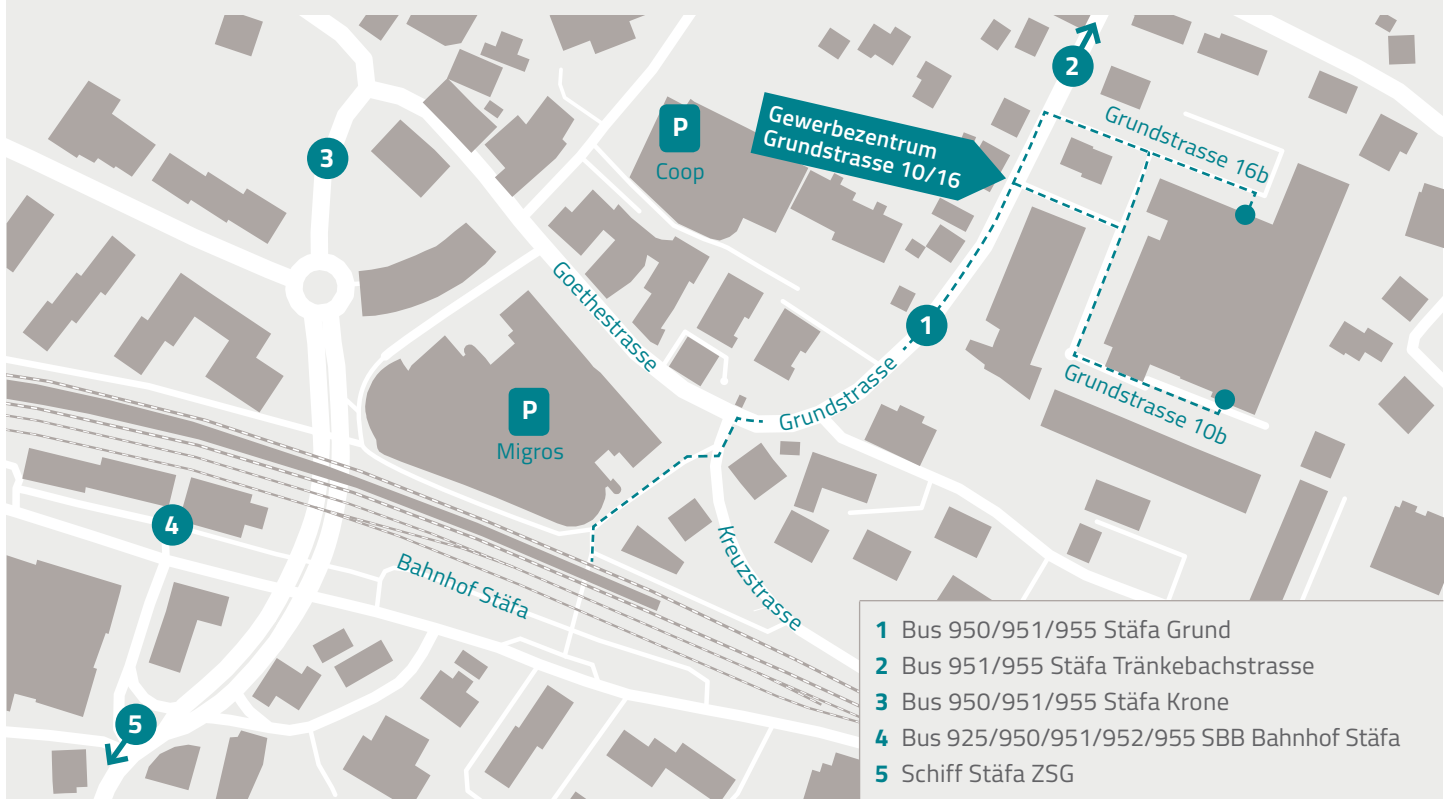 2
P
Coop
Gewerbezentrum
Grundstrasse 10/16
Grundstrasse 16b
3
Goethestrasse
1
Grundstrasse
Grundstrasse 10b
P
Migros
4
Bahnhof Stäfa
Kreuzstrasse
5
1 Bus 950/951/955 Stäfa Grund
2 Bus 951/955 Stäfa Tränkebachstrasse
3 Bus 950/951/955 Stäfa Krone
4 Bus 925/950/951/952/955 SBB Bahnhof Stäfa
5 Schiff Stäfa ZSG